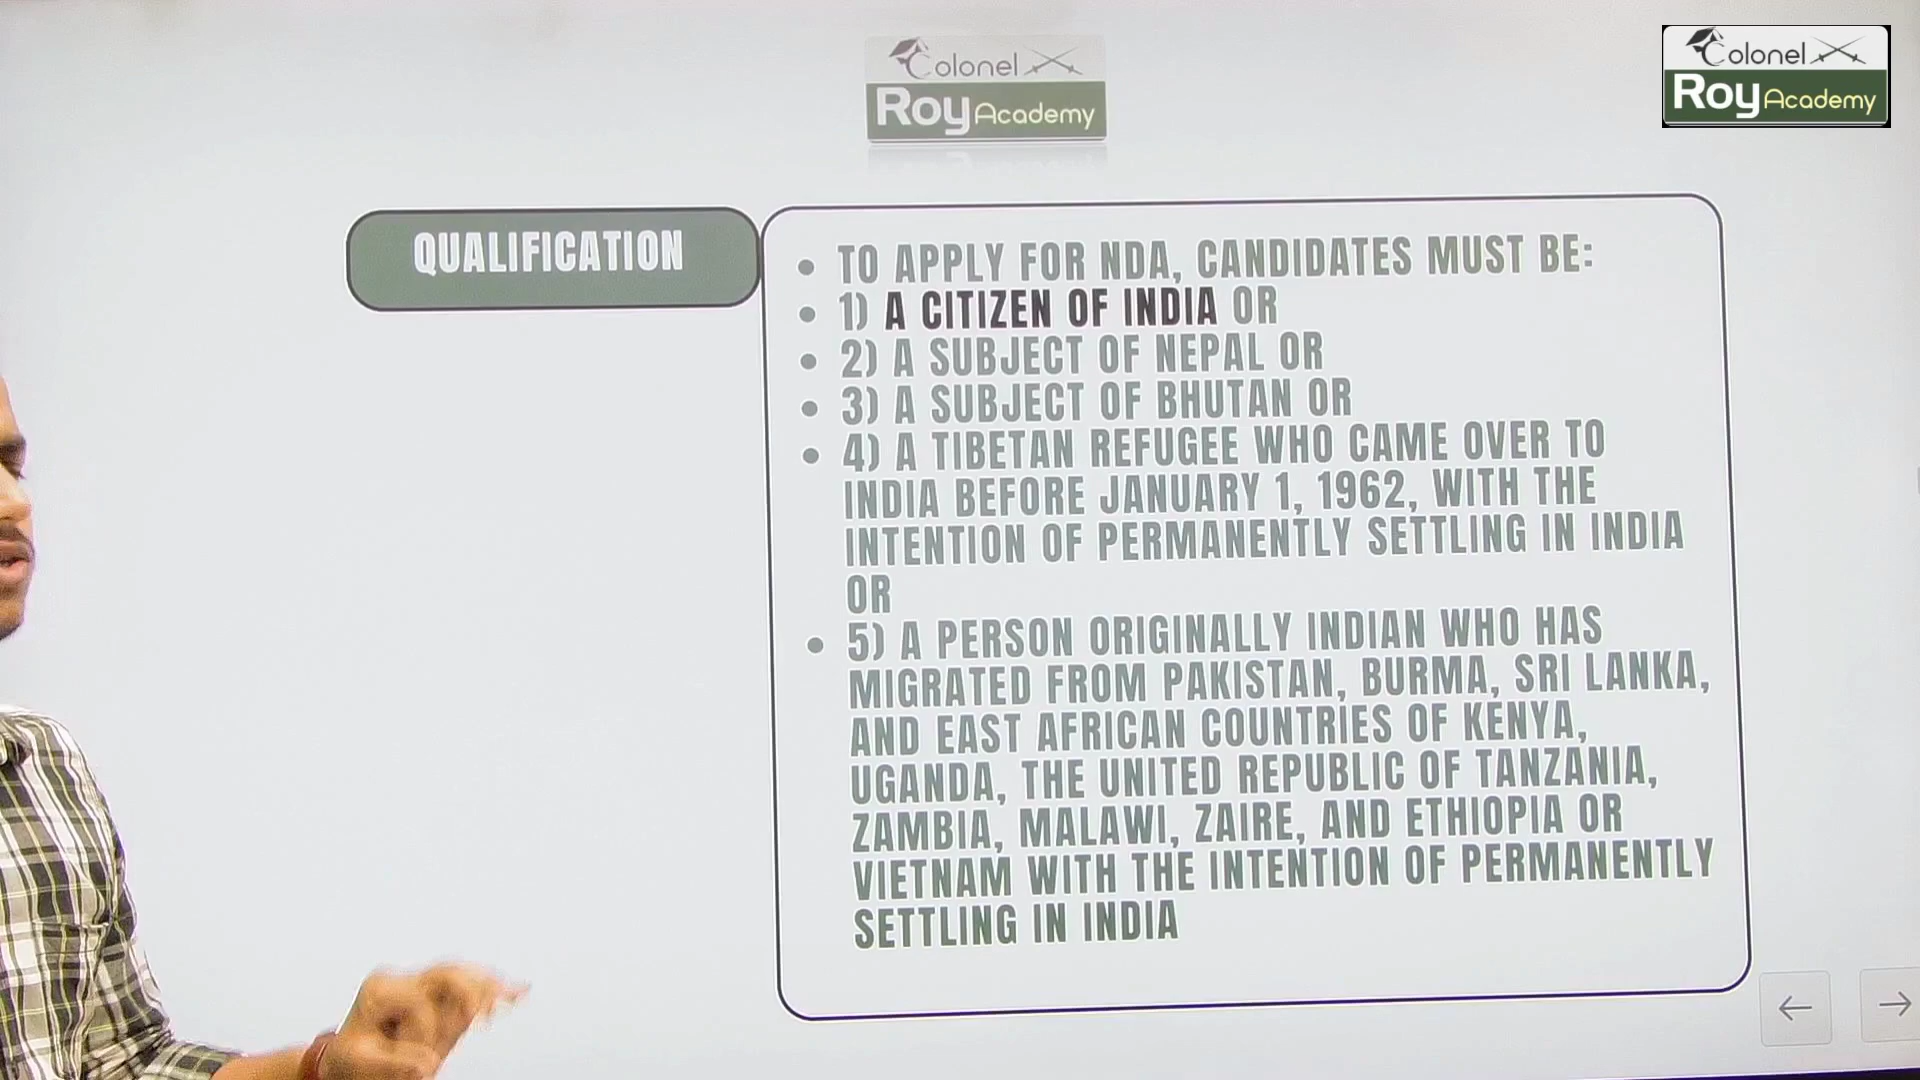 Colonel
Roy Academy
Colonel
Roy Academy
QUALIFICATION
• TO APPLY FOR NDA, CANDIDATES MUST BE:
• 1) A CITIZEN OF INDIA OR
• 2) A SUBJECT OF NEPAL OR
• 3) A SUBJECT OF BHUTAN OR
• 4) A TIBETAN REFUGEE WHO CAME OVER TO
INDIA BEFORE JANUARY 1, 1962, WITH THE
INTENTION OF PERMANENTLY SETTLING IN INDIA
OR
• 5) A PERSON ORIGINALLY INDIAN WHO HAS
MIGRATED FROM PAKISTAN, BURMA, SRI LANKA,
AND EAST AFRICAN COUNTRIES OF KENYA,
UGANDA, THE UNITED REPUBLIC OF TANZANIA,
ZAMBIA, MALAWI, ZAIRE, AND ETHIOPIA OR
VIETNAM WITH THE INTENTION OF PERMANENTLY
SETTLING IN INDIA